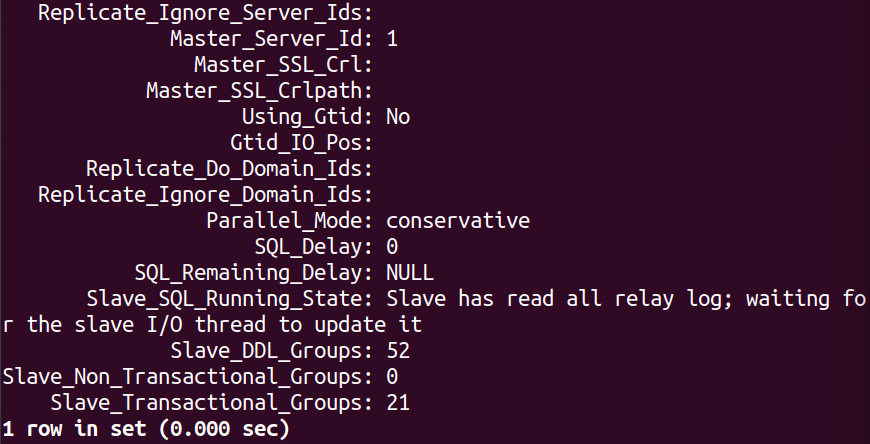 Replicate_Ignore_Server_Ids:
Master_Server_Id: 1
Master_SSL_Crl:
Master_SSL_Crlpath:
Using_Gtid: No
Gtid_IO_Pos:
Replicate_Do_Domain_Ids:
Replicate_Ignore_Domain_Ids:
Parallel_Mode: conservative
SQL_Delay: 0
SQL_Remaining_Delay: NULL
Slave_SQL_Running_State: Slave has read all relay log; waiting fo
r the slave I/O thread to update it
Slave_DDL_Groups: 52
Slave_Non_Transactional_Groups: 0
Slave_Transactional_Groups: 21
1 row in set (0.000 sec)